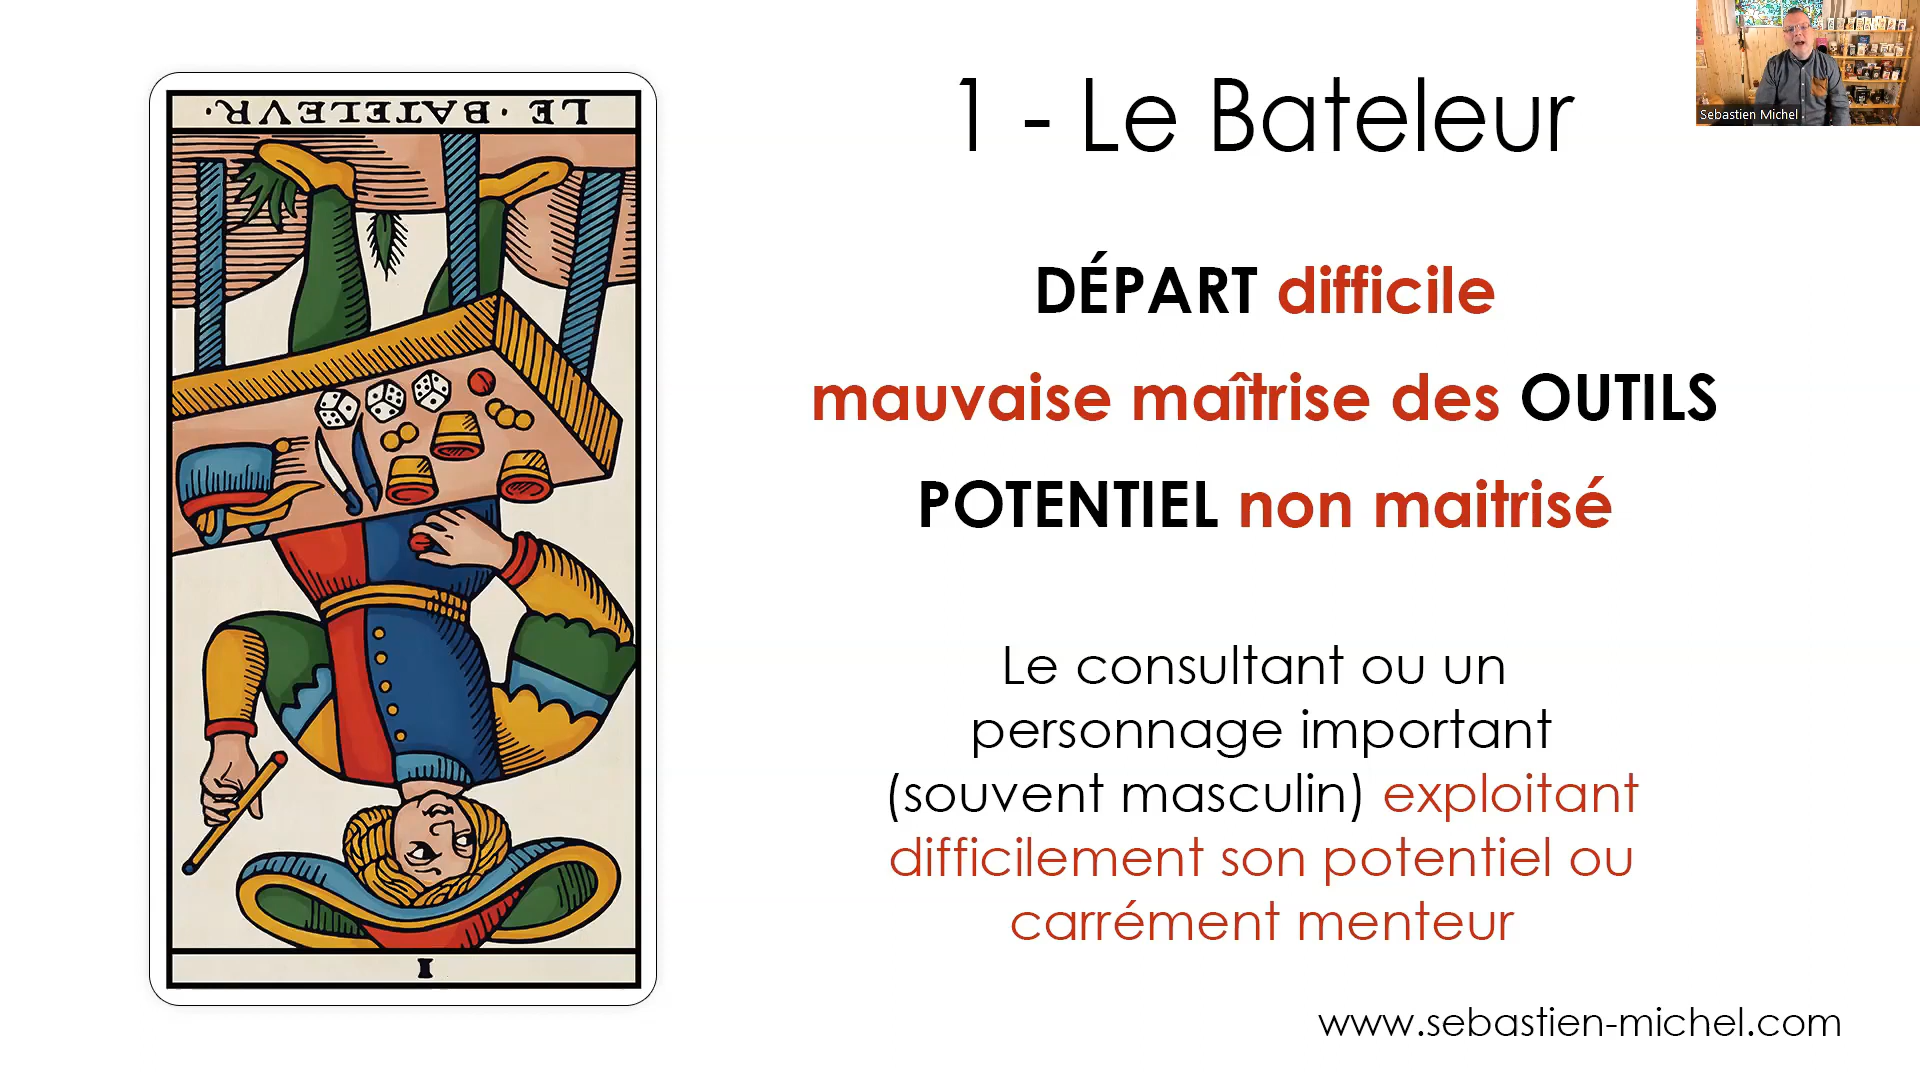 LE · BATELEVR ·
I
1 - Le Bateleur
DÉPART difficile
mauvaise maîtrise des OUTILS
POTENTIEL non maitrisé
Le consultant ou un
personnage important
(souvent masculin) exploitant
difficilement son potentiel ou
carrément menteur
www.sebastien-michel.com
Sebastien Michel